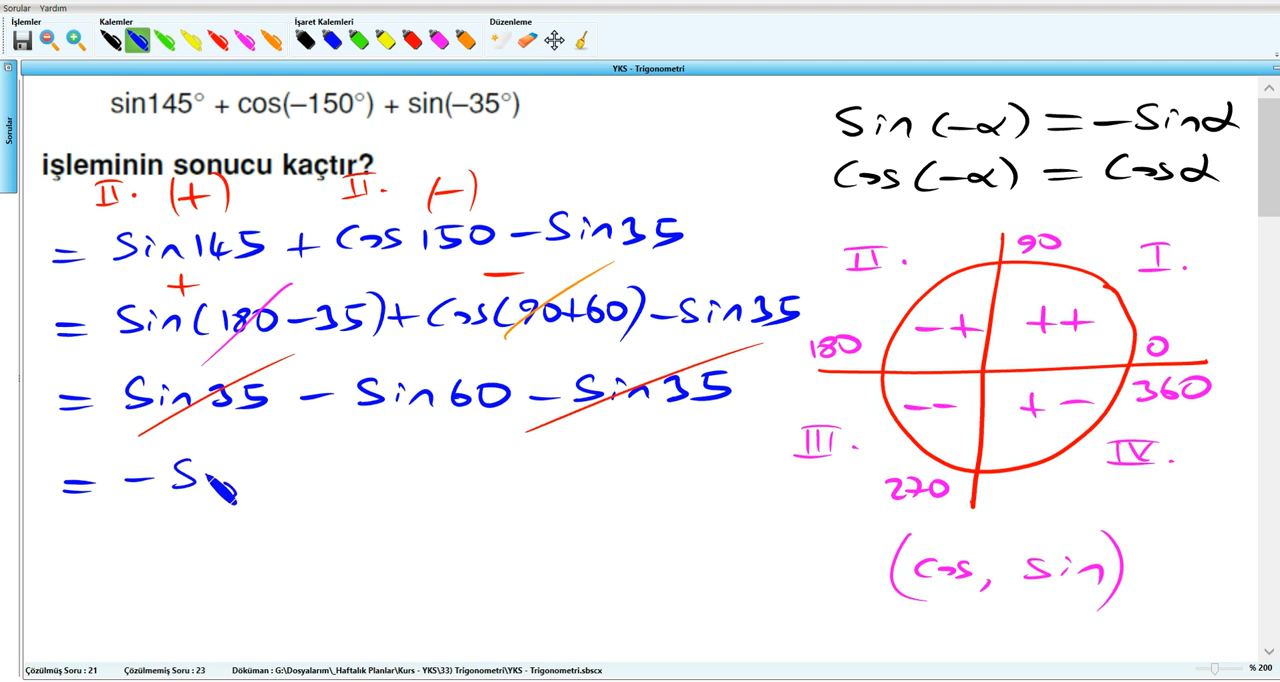 Sorular Yardım
İşlemler Kalemler İşaret Kalemleri Düzenleme
YKS - Trigonometri
Sorular
sin145° + cos(–150°) + sin(–35°)
işleminin sonucu kaçtır?
II. (+) II. (-)
= Sin145 + Cos150 - Sin35
+ -
= Sin(180-35) + Cos(90+60) - Sin35
= Sin35 - Sin60 - Sin35
= - S
Sin(-α) = -Sinα
Cos(-α) = Cosα
90
II. I.
-+ ++
180 0
-- +- 360
III. IV.
270
(Cos, Sin)
Çözülmüş Soru : 21 Çözülmemiş Soru : 23 Döküman : G:\Dosyalarım\_Haftalık Planlar\Kurs - YKS\33) Trigonometri\YKS - Trigonometri.sbscx % 200